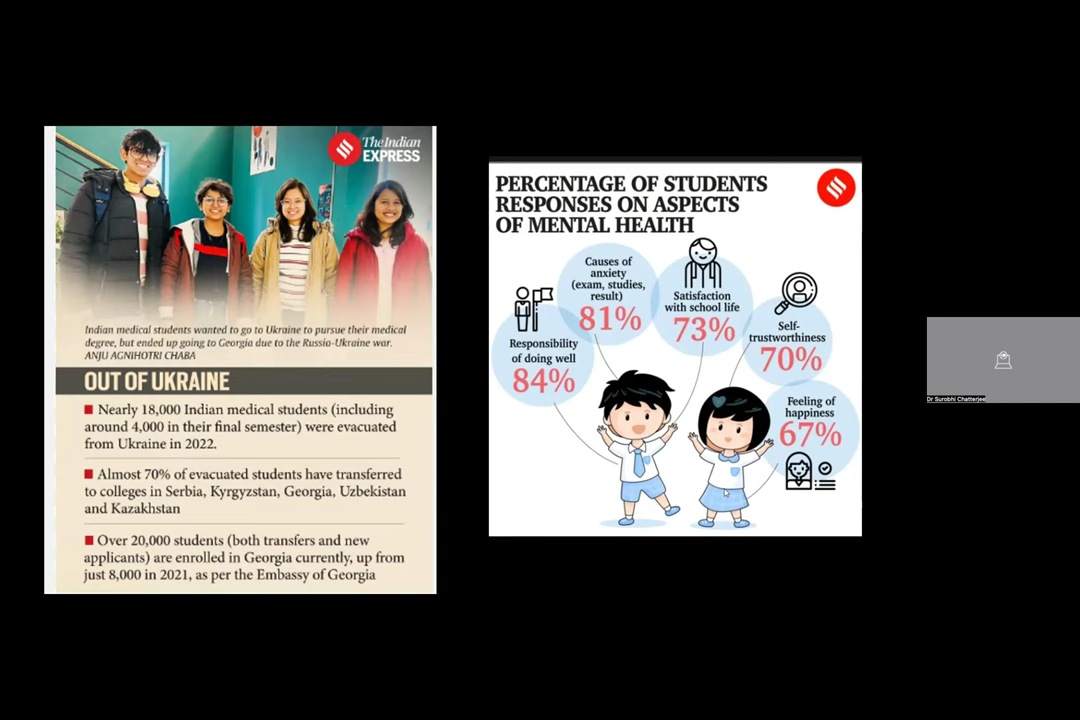 The Indian
EXPRESS
Indian medical students wanted to go to Ukraine to pursue their medical
degree, but ended up going to Georgia due to the Russia-Ukraine war.
ANJU AGNIHOTRI CHABA
OUT OF UKRAINE
Nearly 18,000 Indian medical students (including
around 4,000 in their final semester) were evacuated
from Ukraine in 2022.
Almost 70% of evacuated students have transferred
to colleges in Serbia, Kyrgyzstan, Georgia, Uzbekistan
and Kazakhstan
Over 20,000 students (both transfers and new
applicants) are enrolled in Georgia currently, up from
just 8,000 in 2021, as per the Embassy of Georgia
PERCENTAGE OF STUDENTS
RESPONSES ON ASPECTS
OF MENTAL HEALTH
Responsibility
of doing well
84%
Causes of
anxiety
(exam, studies,
result)
81%
Satisfaction
with school life
73%
Self-
trustworthiness
70%
Feeling of
happiness
67%
Dr Surobhi Chatterjee